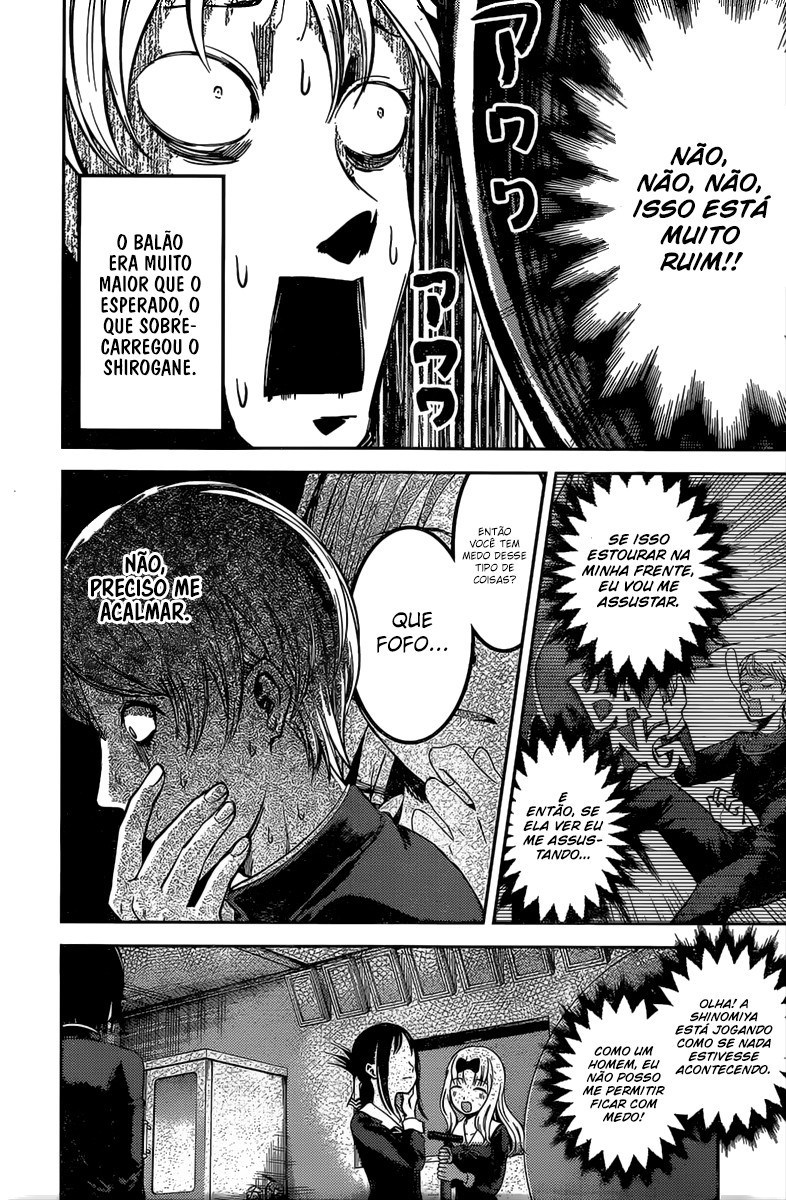 NÃO,
NÃO, NÃO,
ISSO ESTÁ
MUITO
RUIM!!
アワワ
アワワ
O BALÃO
ERA MUITO
MAIOR QUE O
ESPERADO, O
QUE SOBRE-
CARREGOU O
SHIROGANE.
SE ISSO
ESTOURAR NA
MINHA FRENTE,
EU VOU ME
ASSUSTAR.
BANG
E
ENTÃO, SE
ELA VER EU
ME ASSUS-
TANDO...
ENTÃO
VOCÊ TEM
MEDO DESSE
TIPO DE
COISAS?
QUE
FOFO...
NÃO,
PRECISO ME
ACALMAR.
OLHA! A
SHINOMIYA
ESTÁ JOGANDO
COMO SE NADA
ESTIVESSE
ACONTECENDO.
COMO UM
HOMEM, EU
NÃO POSSO
ME PERMITIR
FICAR COM
MEDO!